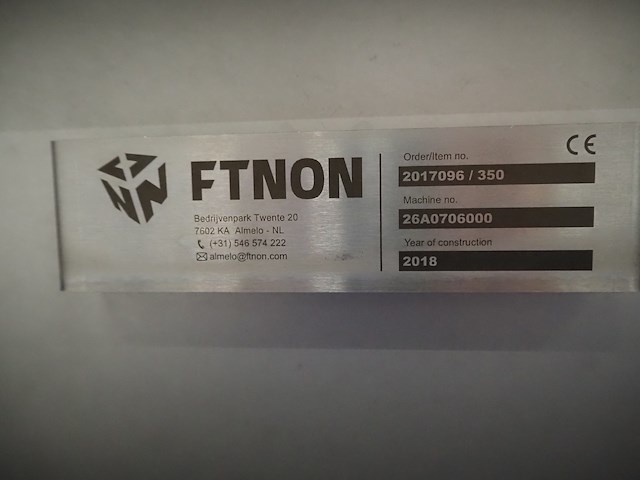 FTNON
Bedrijvenpark Twente 20
7602 KA Almelo - NL
(+31) 546 574 222
almelo@ftnon.com
CE
Order/Item no.
2017096 / 350
Machine no.
26A0706000
Year of construction
2018